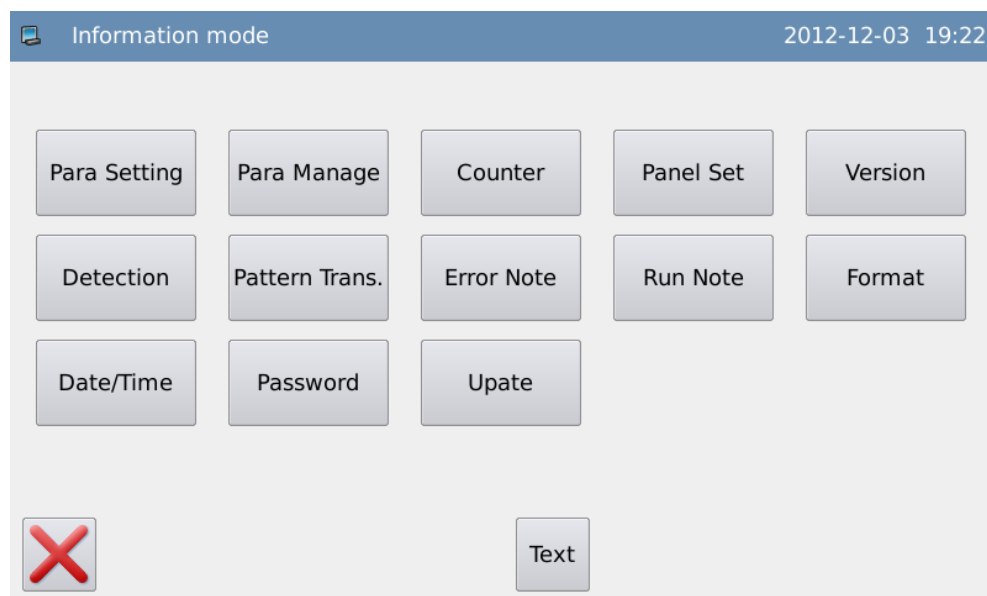 Information mode 2012-12-03 19:22
Para Setting Para Manage Counter Panel Set Version
Detection Pattern Trans. Error Note Run Note Format
Date/Time Password Upate
Text